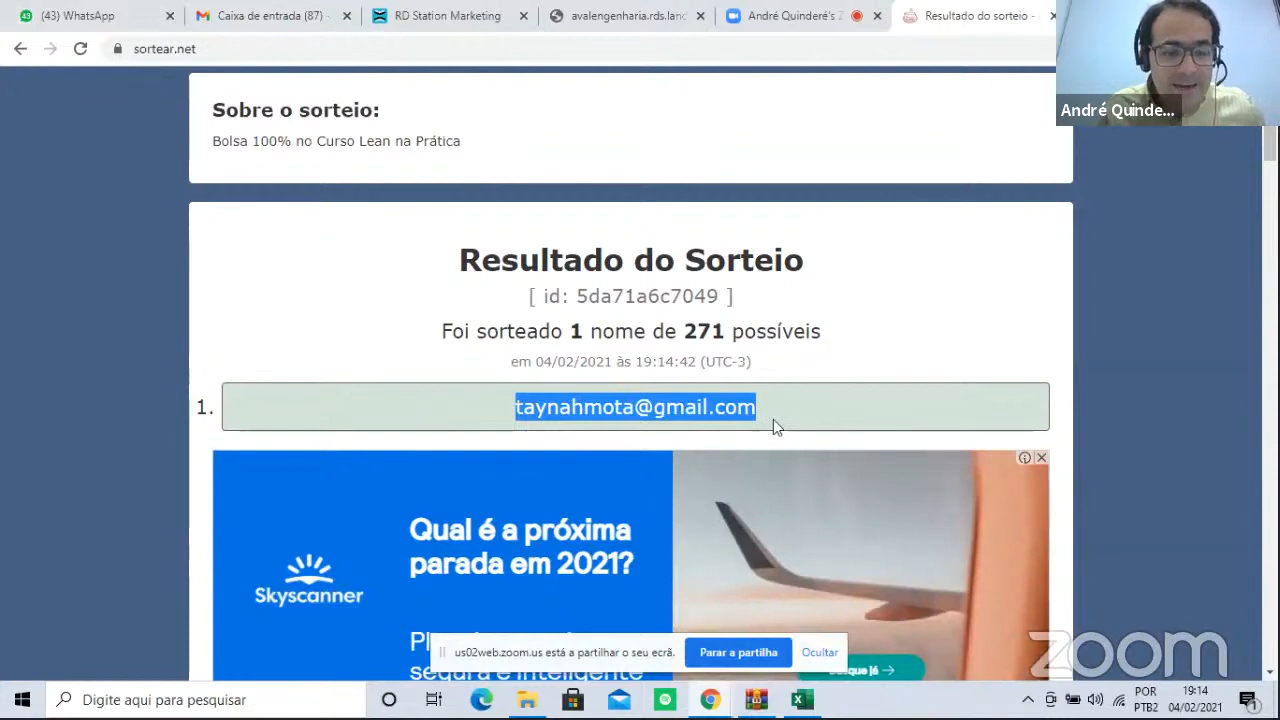 (43) WhatsApp
Caixa de entrada (87) -
RD Station Marketing
avalengenharia.rds.lanc
André Quinderé's Z
Resultado do sorteio -
sortear.net
André Quinde...
Sobre o sorteio:
Bolsa 100% no Curso Lean na Prática
Resultado do Sorteio
[ id: 5da71a6c7049 ]
Foi sorteado 1 nome de 271 possíveis
em 04/02/2021 às 19:14:42 (UTC-3)
1. taynahmota@gmail.com
Qual é a próxima
parada em 2021?
Skyscanner
us02web.zoom.us está a partilhar o seu ecrã.
Parar a partilha
Ocultar
zoom
Digite aqui para pesquisar
POR
PTB2
19:14
04/02/2021
1